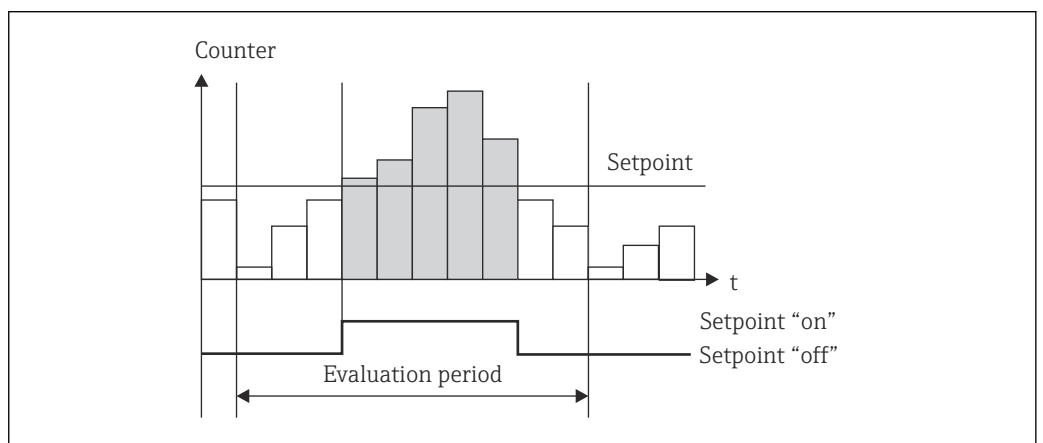 Counter
Setpoint
t
Setpoint “on”
Setpoint “off”
Evaluation period